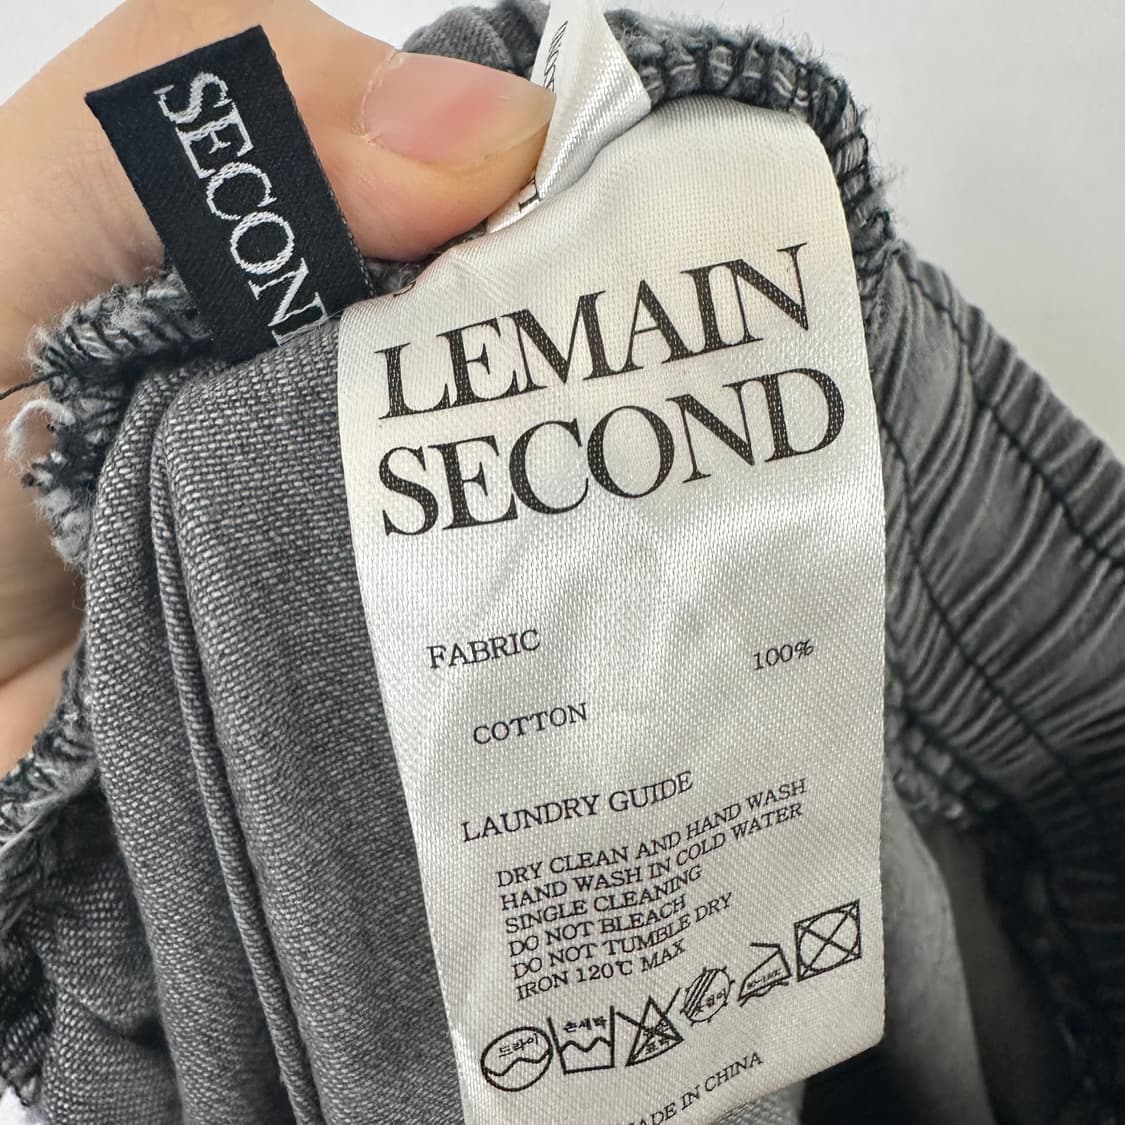 SECON
LEMAIN
SECOND
FABRIC
100%
COTTON
LAUNDRY GUIDE
DRY CLEAN AND HAND WASH
HAND WASH IN COLD WATER
SINGLE CLEANING
DO NOT BLEACH
DO NOT TUMBLE DRY
IRON 120℃ MAX
드라이
손세탁
MADE IN CHINA